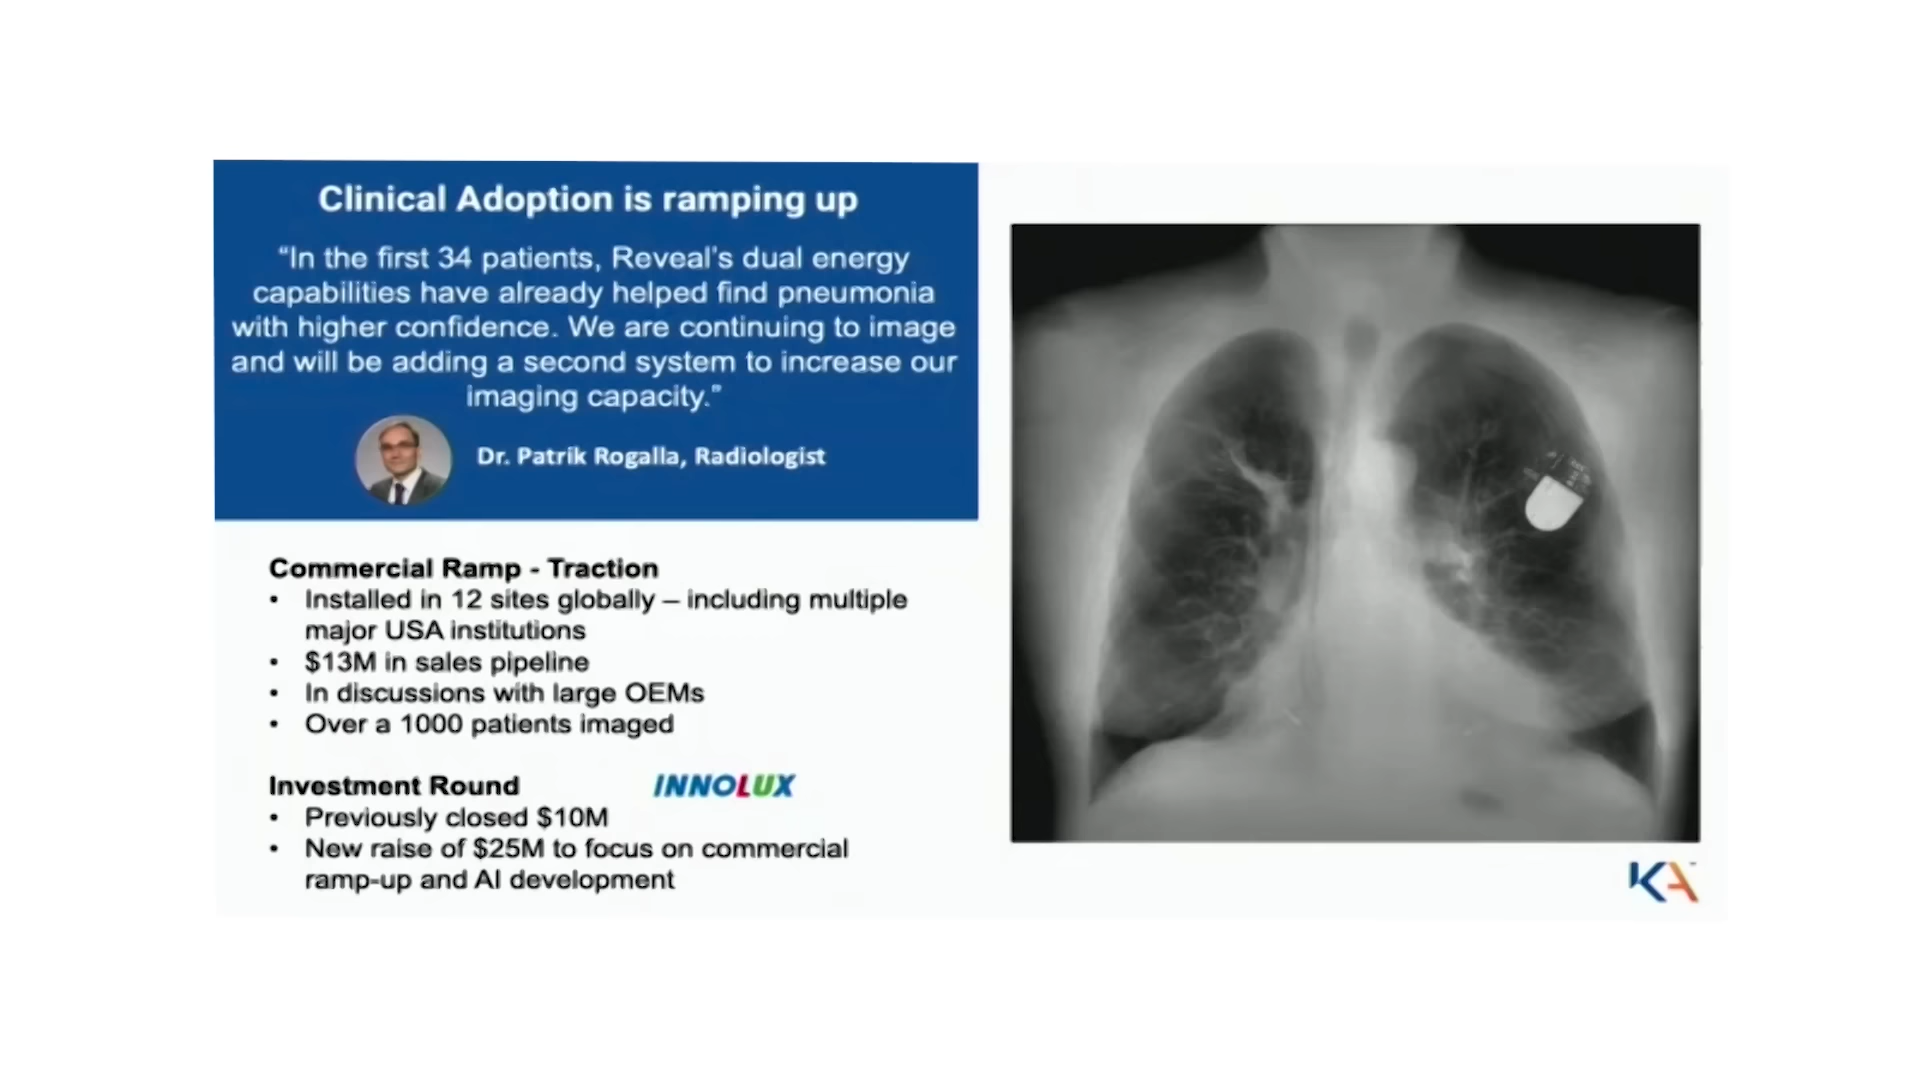 Clinical Adoption is ramping up
“In the first 34 patients, Reveal's dual energy
capabilities have already helped find pneumonia
with higher confidence. We are continuing to image
and will be adding a second system to increase our
imaging capacity.”
Dr. Patrik Rogalla, Radiologist
Commercial Ramp - Traction
• Installed in 12 sites globally – including multiple
major USA institutions
• $13M in sales pipeline
• In discussions with large OEMs
• Over a 1000 patients imaged
Investment Round INNOLUX
• Previously closed $10M
• New raise of $25M to focus on commercial
ramp-up and AI development
KA